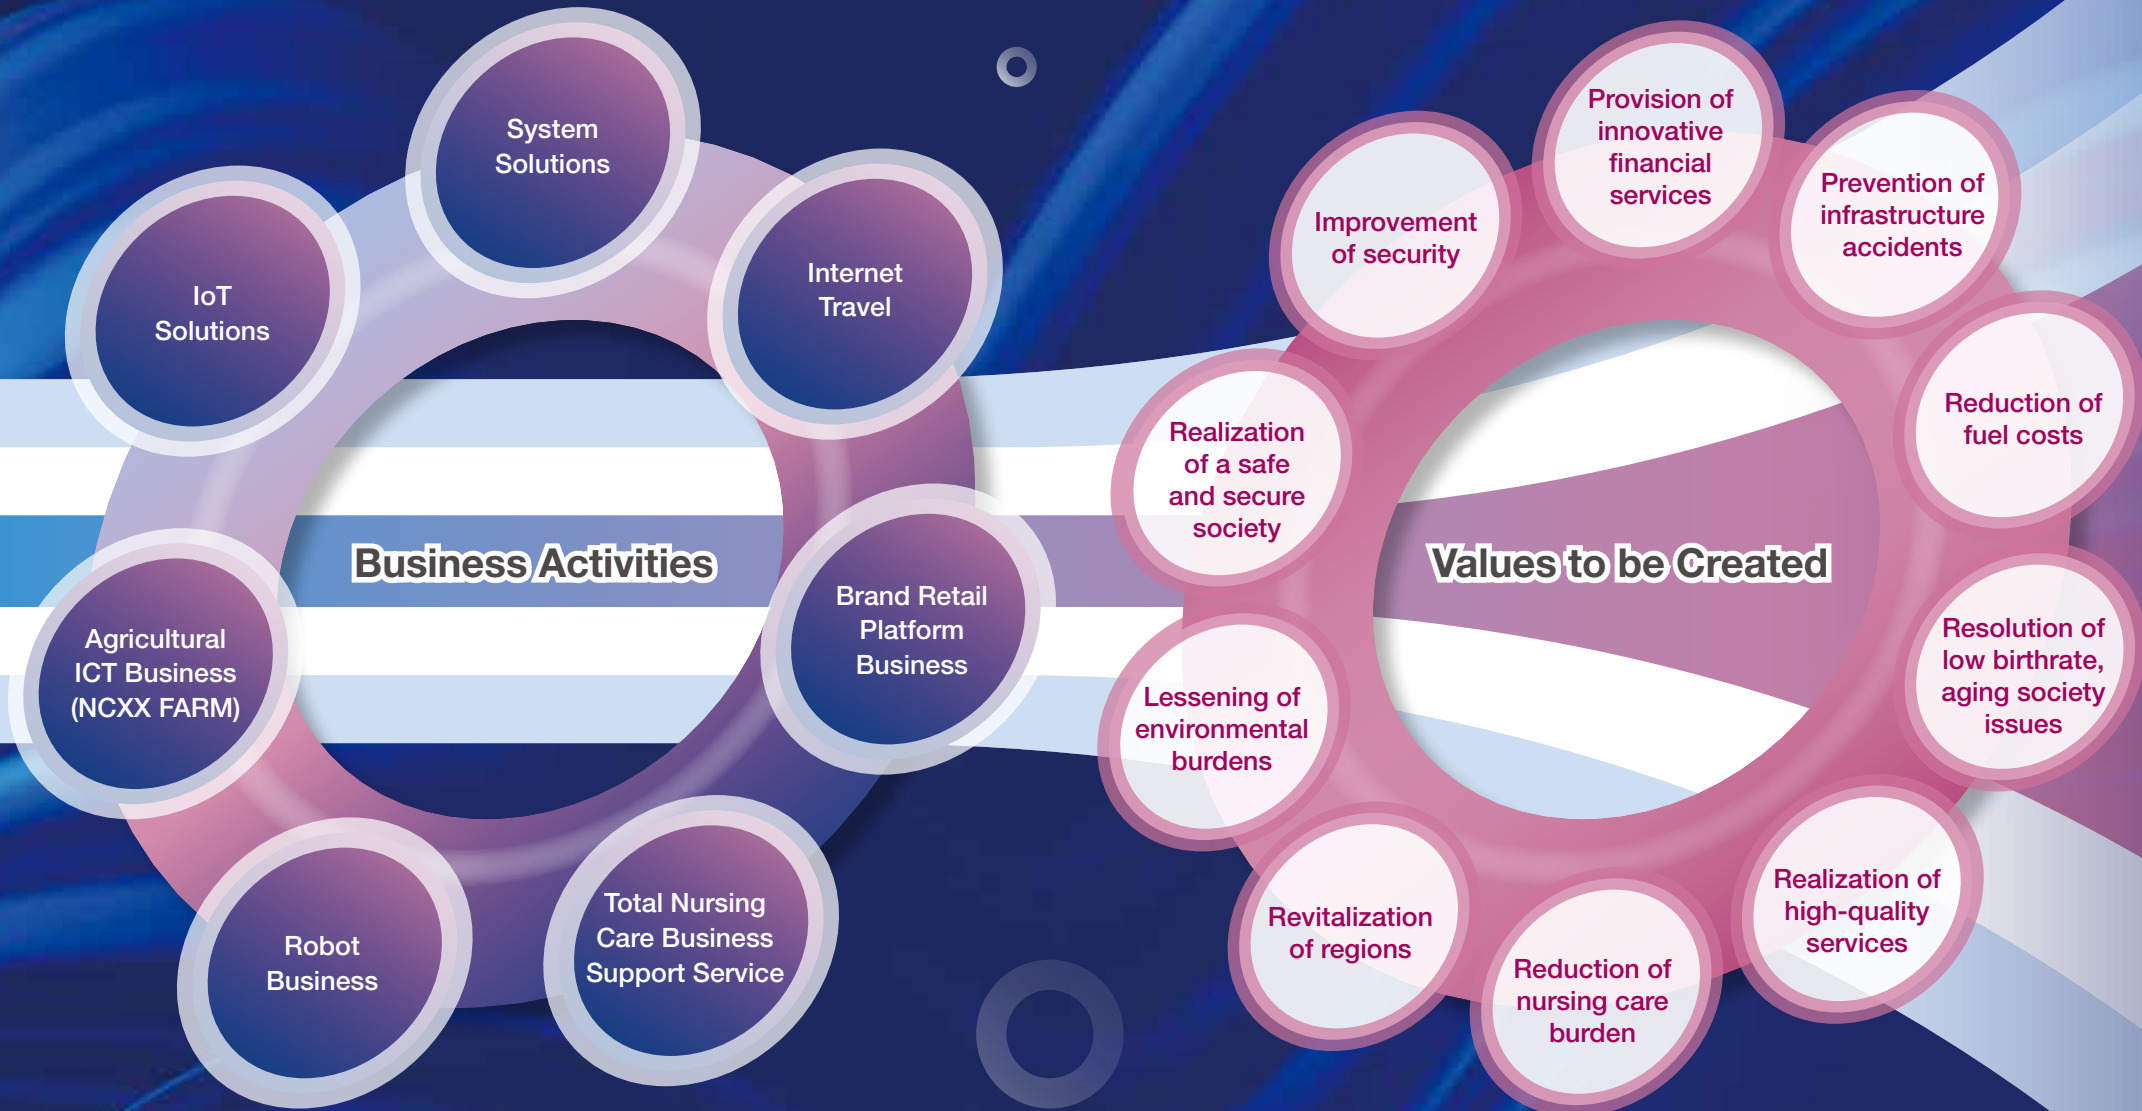 System
Solutions
Internet
Travel
IoT
Solutions
Business Activities
Brand Retail
Platform
Business
Agricultural
ICT Business
(NCXX FARM)
Total Nursing
Care Business
Support Service
Robot
Business
Provision of
innovative
financial
services
Prevention of
infrastructure
accidents
Improvement
of security
Reduction of
fuel costs
Realization
of a safe
and secure
society
Values to be Created
Resolution of
low birthrate,
aging society
issues
Lessening of
environmental
burdens
Realization of
high-quality
services
Revitalization
of regions
Reduction of
nursing care
burden